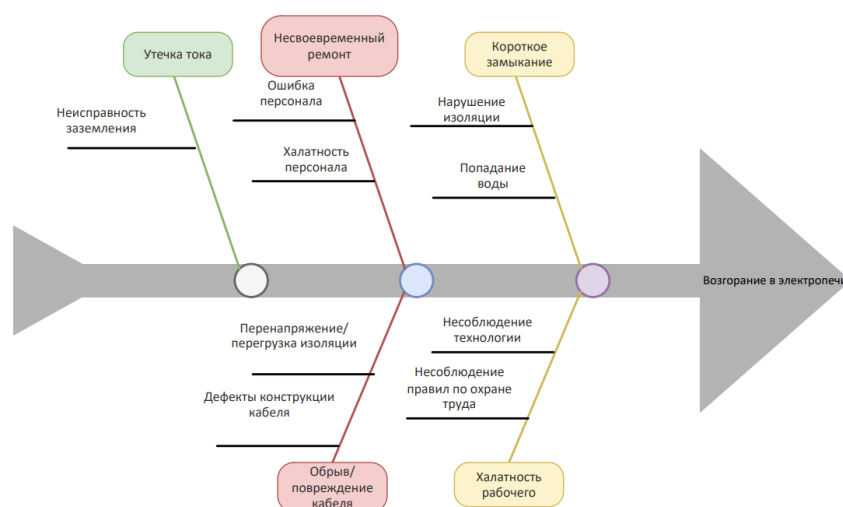 Утечка тока
Несвоевременный
ремонт
Короткое
замыкание
Ошибка
персонала
Нарушение
изоляции
Неисправность
заземления
Халатность
персонала
Попадание
воды
Возгорание в электропечи
Перенапряжение/
перегрузка изоляции
Несоблюдение
технологии
Дефекты конструкции
кабеля
Несоблюдение
правил по охране
труда
Обрыв/
повреждение
кабеля
Халатность
рабочего